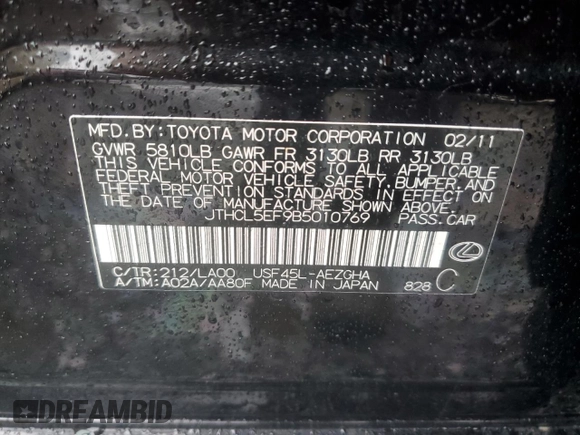 MFD. BY: TOYOTA MOTOR CORPORATION 02/11
GVWR 5810LB GAWR FR 3130LB RR 3130LB
THIS VEHICLE CONFORMS TO ALL APPLICABLE
FEDERAL MOTOR VEHICLE SAFETY, BUMPER, AND
THEFT PREVENTION STANDARDS IN EFFECT ON
THE DATE OF MANUFACTURE SHOWN ABOVE.
JTHCL5EF9B5010769 PASS. CAR
C/TR: 212/LA00 USF45L-AEZGHA
A/TM: A02A/AA80F MADE IN JAPAN 828 C
DREAMBID